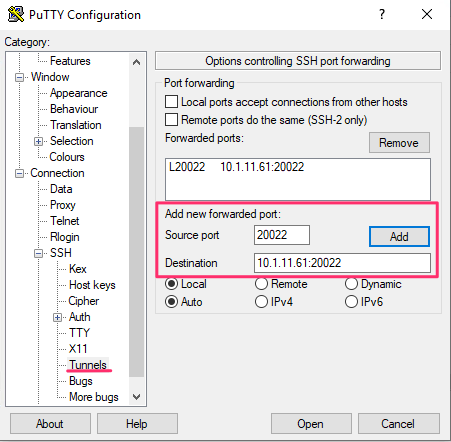 PuTTY Configuration
?
Category:
Features
Window
Appearance
Behaviour
Translation
Selection
Colours
Connection
Data
Proxy
Telnet
Rlogin
SSH
Kex
Host keys
Cipher
Auth
TTY
X11
Tunnels
Bugs
More bugs
Options controlling SSH port forwarding
Port forwarding
Local ports accept connections from other hosts
Remote ports do the same (SSH-2 only)
Forwarded ports:
Remove
L20022 10.1.11.61:20022
Add new forwarded port:
Source port 20022 Add
Destination 10.1.11.61:20022
Local Remote Dynamic
Auto IPv4 IPv6
About Help Open Cancel